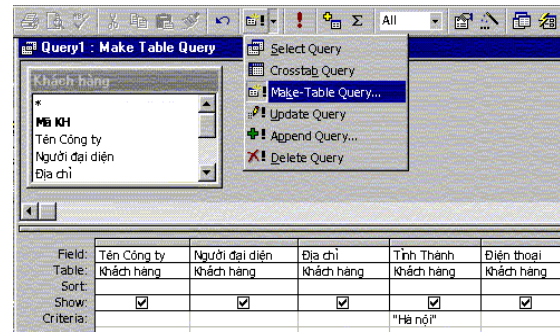 All
Query1 : Make Table Query
Select Query
Crosstab Query
Make-Table Query...
Update Query
Append Query...
Delete Query
Khách hàng
*
Mã KH
Tên Công ty
Người đại diện
Địa chỉ
Field: Tên Công ty Người đại diện Địa chỉ Tỉnh Thành Điện thoại
Table: Khách hàng Khách hàng Khách hàng Khách hàng Khách hàng
Sort:
Show:
Criteria: "Hà nội"